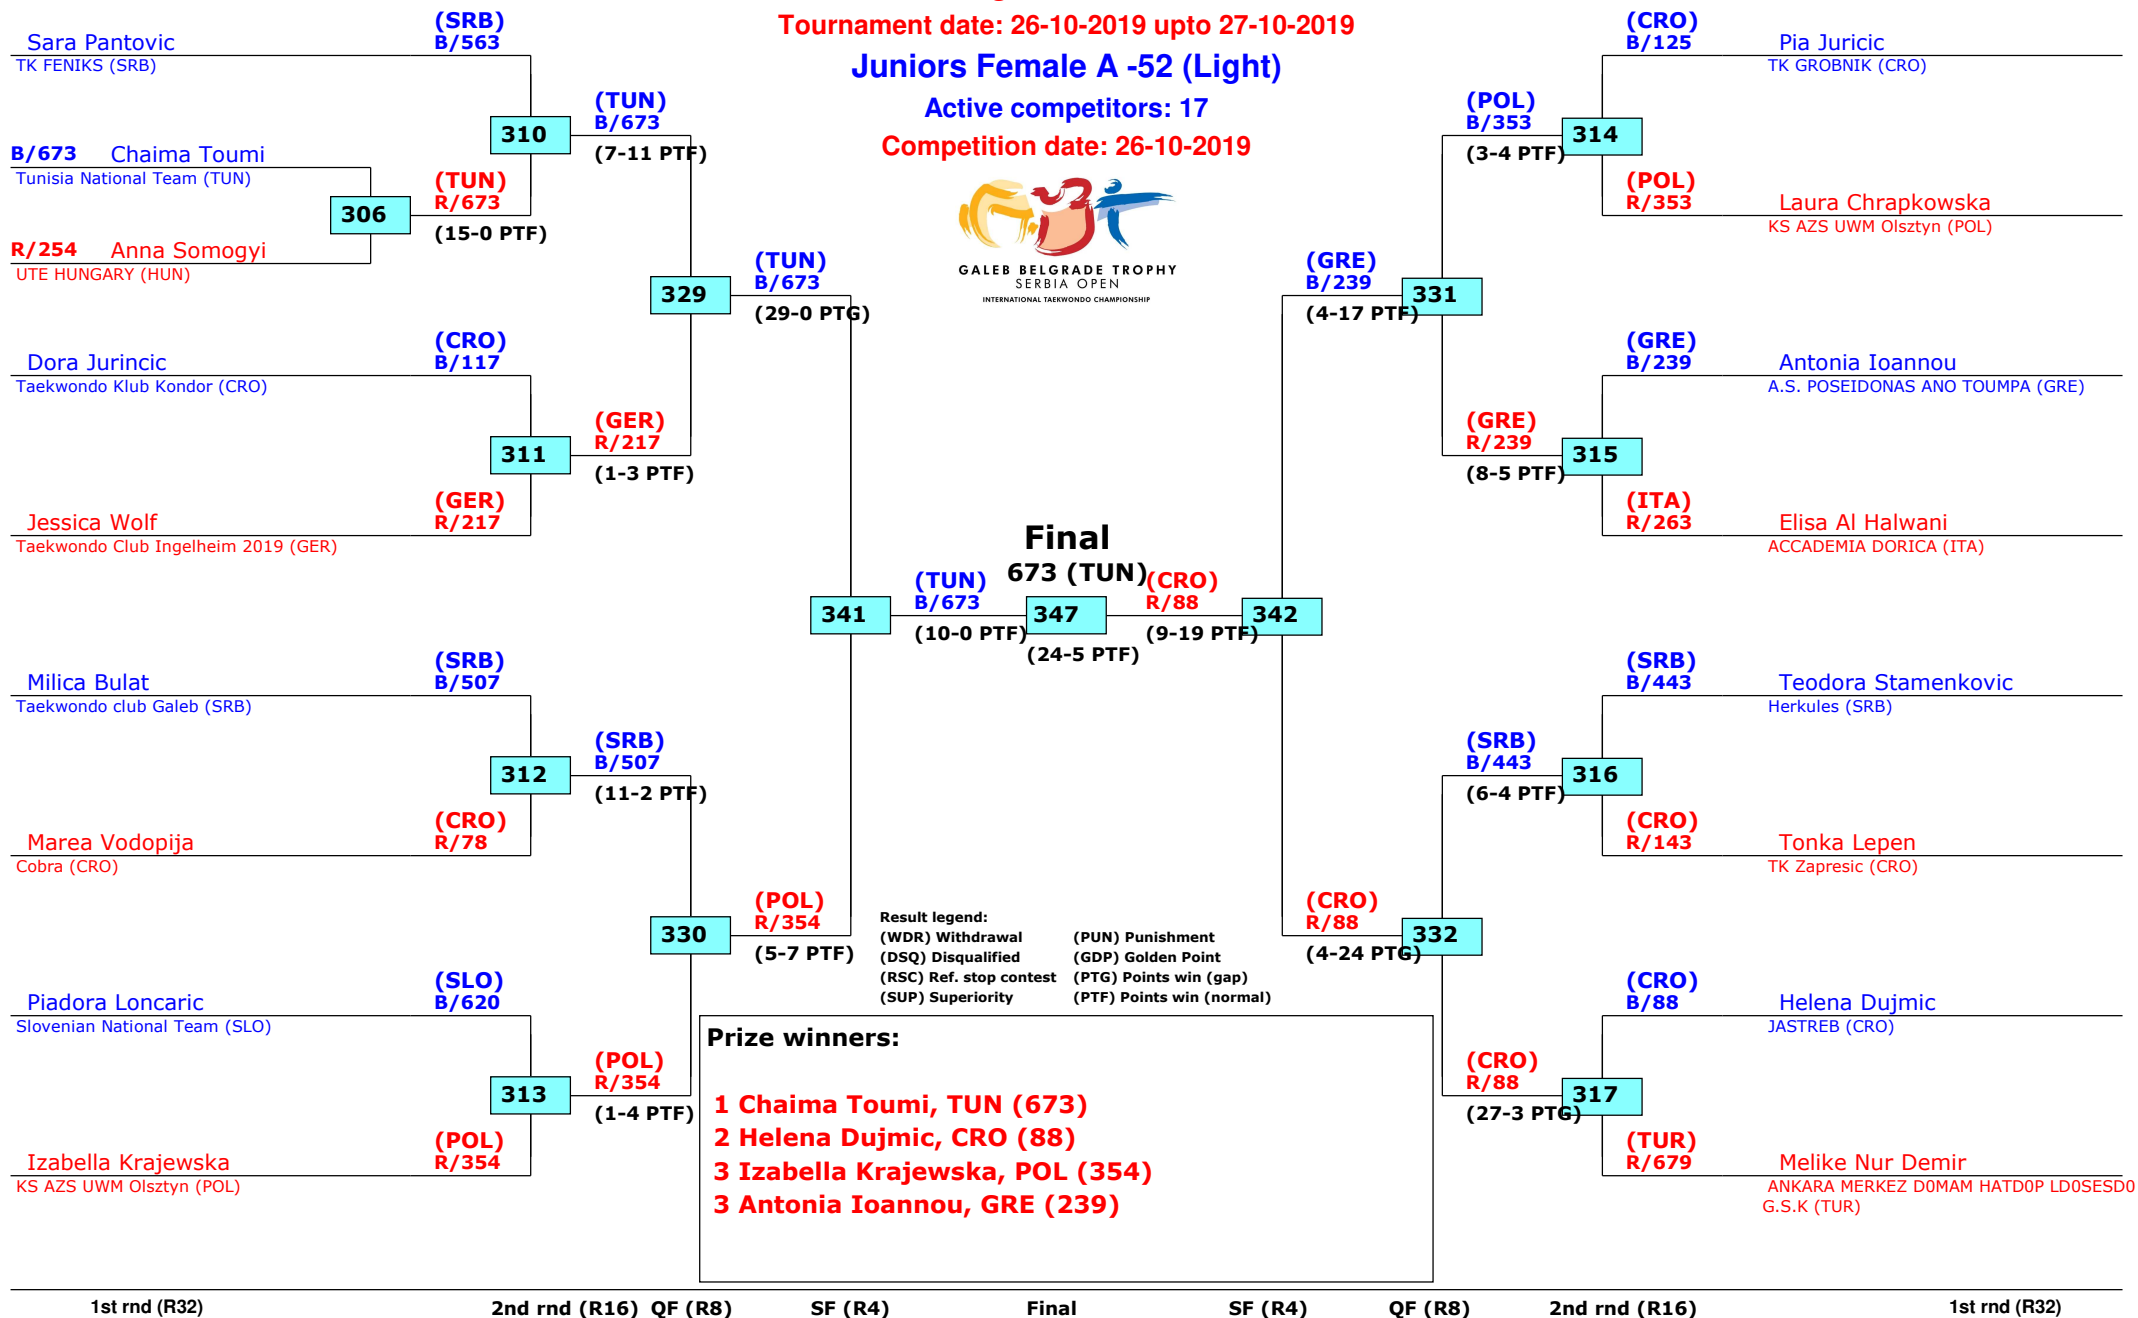 Tournament date: 26-10-2019 upto 27-10-2019
Juniors Female A -52 (Light)
Active competitors: 17
Competition date: 26-10-2019
GALEB BELGRADE TROPHY
SERBIA OPEN
INTERNATIONAL TAEKWONDO CHAMPIONSHIP
(SRB)
Sara Pantovic B/563
TK FENIKS (SRB)
B/673 Chaima Toumi
Tunisia National Team (TUN)
306
R/254 Anna Somogyi
UTE HUNGARY (HUN)
(TUN)
R/673
(15-0 PTF)
310
(TUN)
B/673
(7-11 PTF)
(CRO)
Dora Jurincic B/117
Taekwondo Klub Kondor (CRO)
311
(GER)
Jessica Wolf R/217
Taekwondo Club Ingelheim 2019 (GER)
(GER)
R/217
(1-3 PTF)
329
(TUN)
B/673
(29-0 PTG)
(SRB)
Milica Bulat B/507
Taekwondo club Galeb (SRB)
312
(CRO)
Marea Vodopija R/78
Cobra (CRO)
(SRB)
B/507
(11-2 PTF)
(SLO)
Piadora Loncaric B/620
Slovenian National Team (SLO)
313
(POL)
Izabella Krajewska R/354
KS AZS UWM Olsztyn (POL)
(POL)
R/354
(1-4 PTF)
330
(POL)
R/354
(5-7 PTF)
341
(TUN)
B/673
(10-0 PTF)
Final
673 (TUN)
347
(24-5 PTF)
(CRO)
R/88
(9-19 PTF)
342
(GRE)
B/239
(4-17 PTF)
331
(POL)
B/353
(3-4 PTF)
314
(CRO)
B/125 Pia Juricic
TK GROBNIK (CRO)
(POL)
R/353 Laura Chrapkowska
KS AZS UWM Olsztyn (POL)
(GRE)
R/239
(8-5 PTF)
315
(GRE)
B/239 Antonia Ioannou
A.S. POSEIDONAS ANO TOUMPA (GRE)
(ITA)
R/263 Elisa Al Halwani
ACCADEMIA DORICA (ITA)
(CRO)
R/88
(4-24 PTG)
332
(SRB)
B/443
(6-4 PTF)
316
(SRB)
B/443 Teodora Stamenkovic
Herkules (SRB)
(CRO)
R/143 Tonka Lepen
TK Zapresic (CRO)
(CRO)
R/88
(27-3 PTG)
317
(CRO)
B/88 Helena Dujmic
JASTREB (CRO)
(TUR)
R/679 Melike Nur Demir
ANKARA MERKEZ D0MAM HATD0P LD0SESD0
G.S.K (TUR)
Result legend:
(WDR) Withdrawal (PUN) Punishment
(DSQ) Disqualified (GDP) Golden Point
(RSC) Ref. stop contest (PTG) Points win (gap)
(SUP) Superiority (PTF) Points win (normal)
Prize winners:
1 Chaima Toumi, TUN (673)
2 Helena Dujmic, CRO (88)
3 Izabella Krajewska, POL (354)
3 Antonia Ioannou, GRE (239)
1st rnd (R32) 2nd rnd (R16) QF (R8) SF (R4) Final SF (R4) QF (R8) 2nd rnd (R16) 1st rnd (R32)